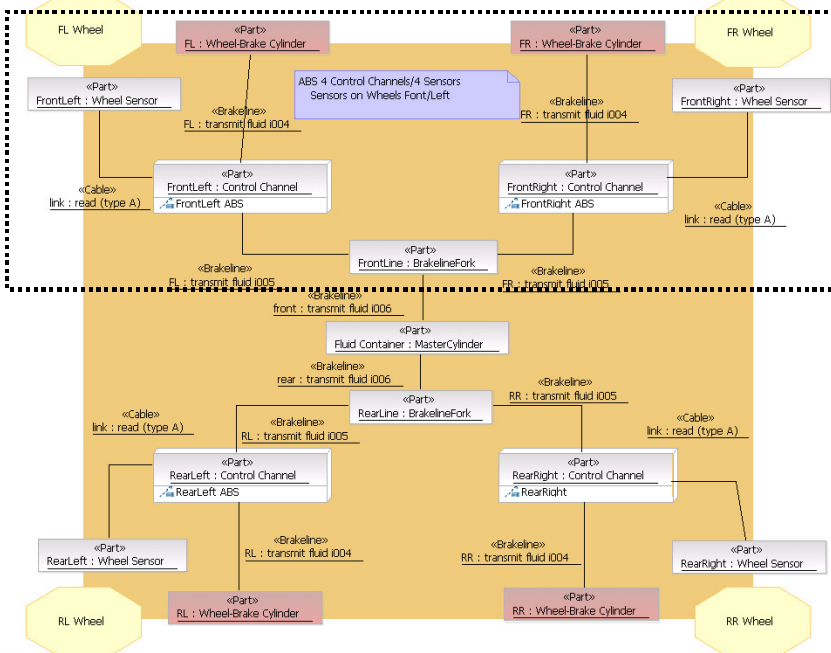 FL Wheel
«Part»
FL : Wheel-Brake Cylinder
«Part»
FR : Wheel-Brake Cylinder
FR Wheel
«Part»
FrontLeft : Wheel Sensor
ABS 4 Control Channels/4 Sensors
Sensors on Wheels Font/Left
«Part»
FrontRight : Wheel Sensor
«Brakeline»
FL : transmit fluid i004
«Brakeline»
FR : transmit fluid i004
«Part»
FrontLeft : Control Channel
FrontLeft ABS
«Part»
FrontRight : Control Channel
FrontRight ABS
«Cable»
link : read (type A)
«Cable»
link : read (type A)
«Part»
FrontLine : BrakelineFork
«Brakeline»
FL : transmit fluid i005
«Brakeline»
FR : transmit fluid i005
«Brakeline»
front : transmit fluid i006
«Part»
Fluid Container : MasterCylinder
«Brakeline»
rear : transmit fluid i006
«Part»
RearLine : BrakelineFork
«Brakeline»
RR : transmit fluid i005
«Cable»
link : read (type A)
«Brakeline»
RL : transmit fluid i005
«Cable»
link : read (type A)
«Part»
RearLeft : Control Channel
RearLeft ABS
«Part»
RearRight : Control Channel
RearRight
«Part»
RearLeft : Wheel Sensor
«Brakeline»
RL : transmit fluid i004
«Brakeline»
RR : transmit fluid i004
«Part»
RearRight : Wheel Sensor
RL Wheel
«Part»
RL : Wheel-Brake Cylinder
«Part»
RR : Wheel-Brake Cylinder
RR Wheel